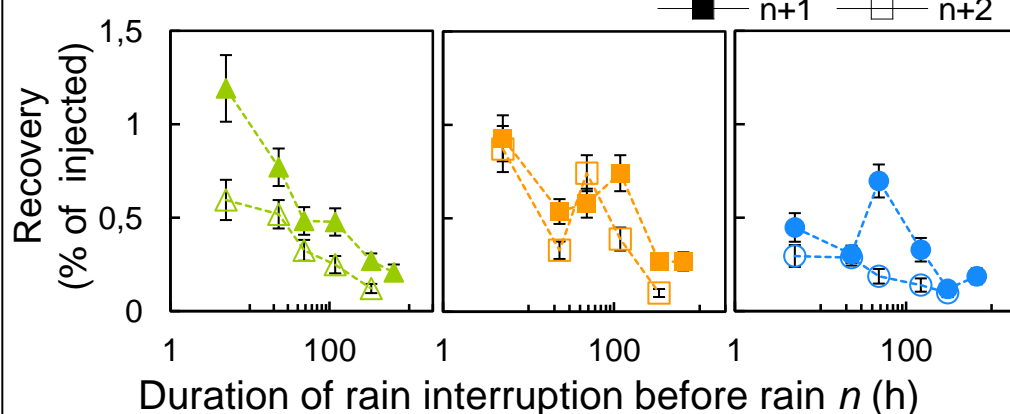 n+1 n+2
Recovery
(% of injected)
1,5
1
0,5
0
1 100 1 100 1 100
Duration of rain interruption before rain n (h)